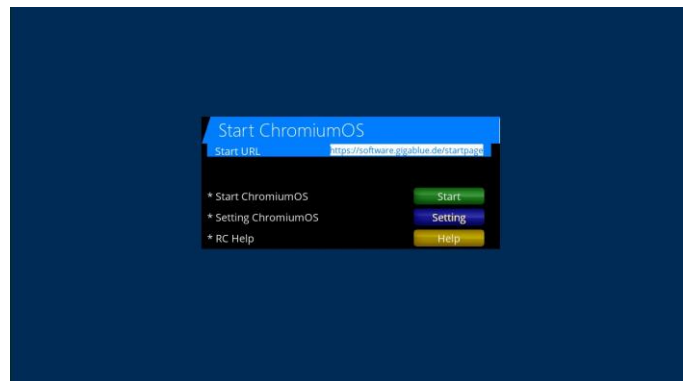 Start ChromiumOS
Start URL https://software.gigablue.de/startpage
* Start ChromiumOS Start
* Setting ChromiumOS Setting
* RC Help Help